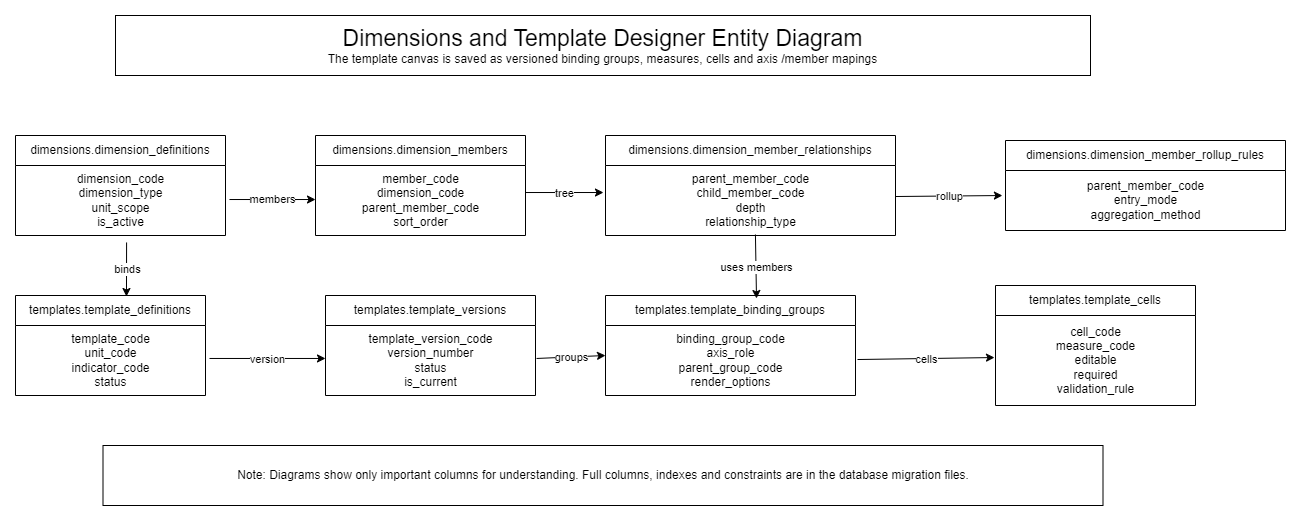 Dimensions and Template Designer Entity Diagram
The template canvas is saved as versioned binding groups, measures, cells and axis /member mapings
dimensions.dimension_definitions
dimension_code
dimension_type
unit_scope
is_active
members
dimensions.dimension_members
member_code
dimension_code
parent_member_code
sort_order
tree
dimensions.dimension_member_relationships
parent_member_code
child_member_code
depth
relationship_type
rollup
dimensions.dimension_member_rollup_rules
parent_member_code
entry_mode
aggregation_method
binds
uses members
templates.template_definitions
template_code
unit_code
indicator_code
status
version
templates.template_versions
template_version_code
version_number
status
is_current
groups
templates.template_binding_groups
binding_group_code
axis_role
parent_group_code
render_options
cells
templates.template_cells
cell_code
measure_code
editable
required
validation_rule
Note: Diagrams show only important columns for understanding. Full columns, indexes and constraints are in the database migration files.